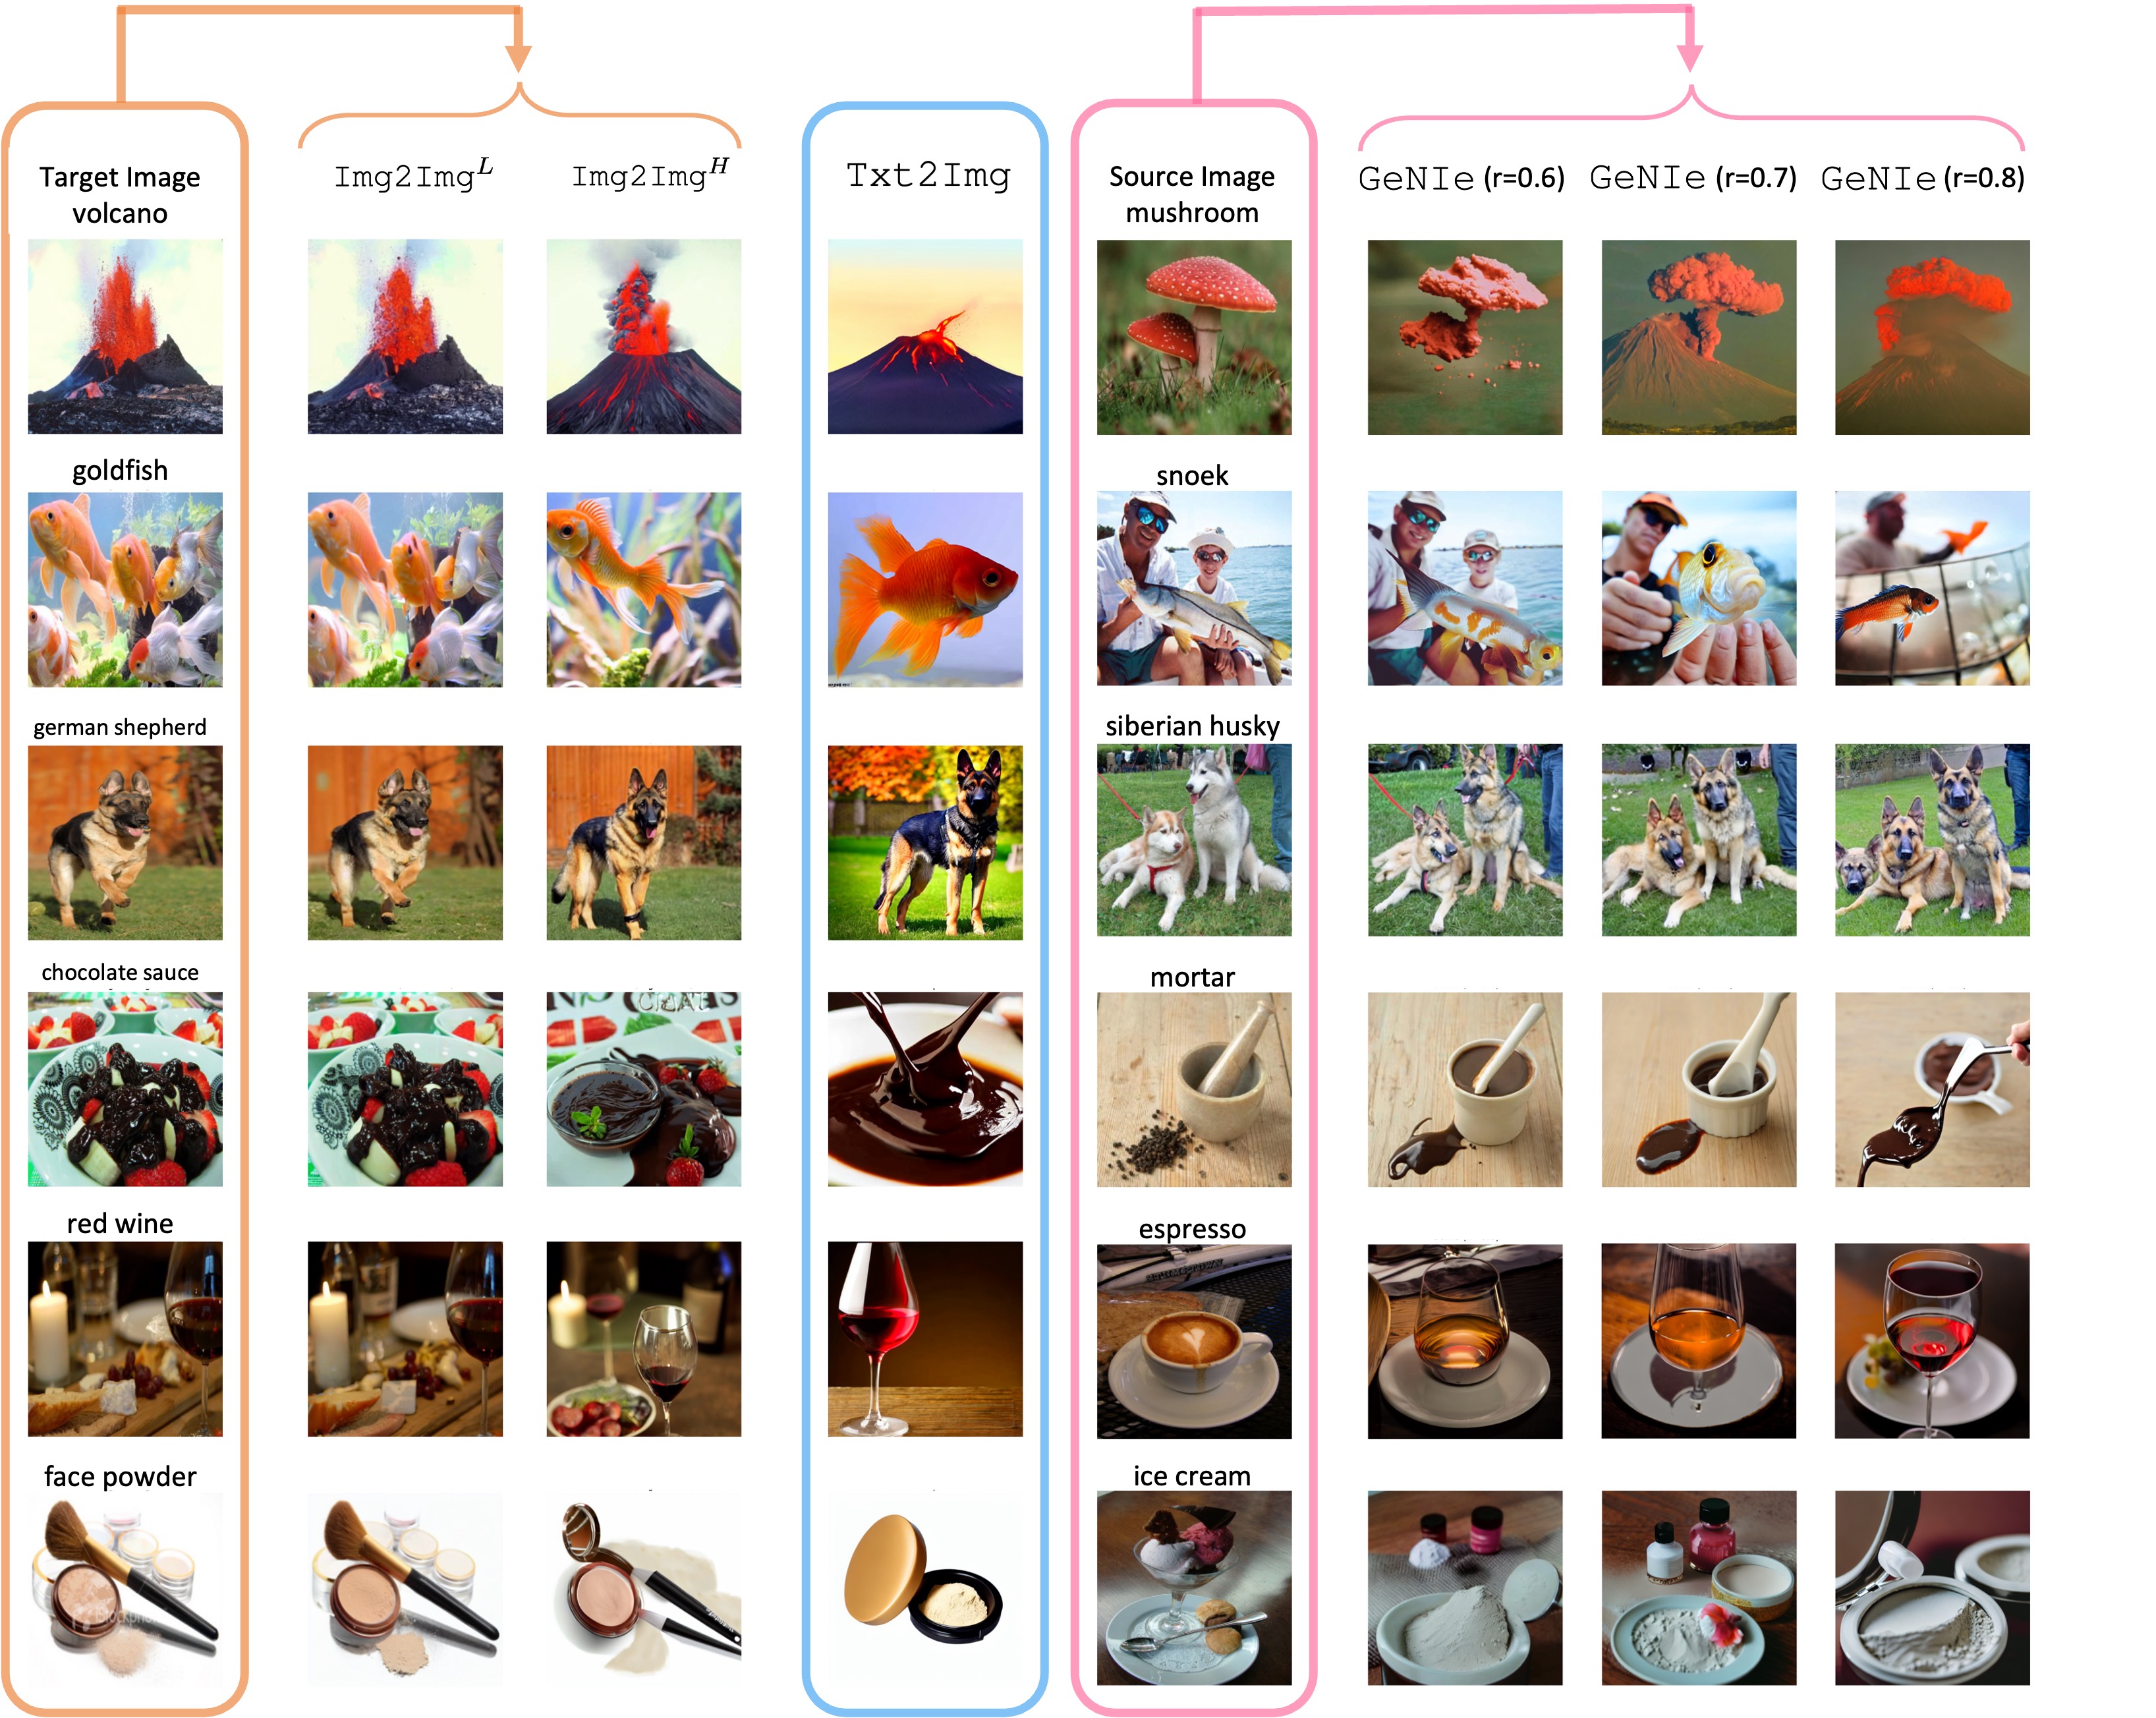 Target Image
volcano
Img2Img^L
Img2Img^H
Txt2Img
Source Image
mushroom
GeNIe (r=0.6)
GeNIe (r=0.7)
GeNIe (r=0.8)
goldfish
snoek
german shepherd
siberian husky
chocolate sauce
mortar
red wine
espresso
face powder
ice cream